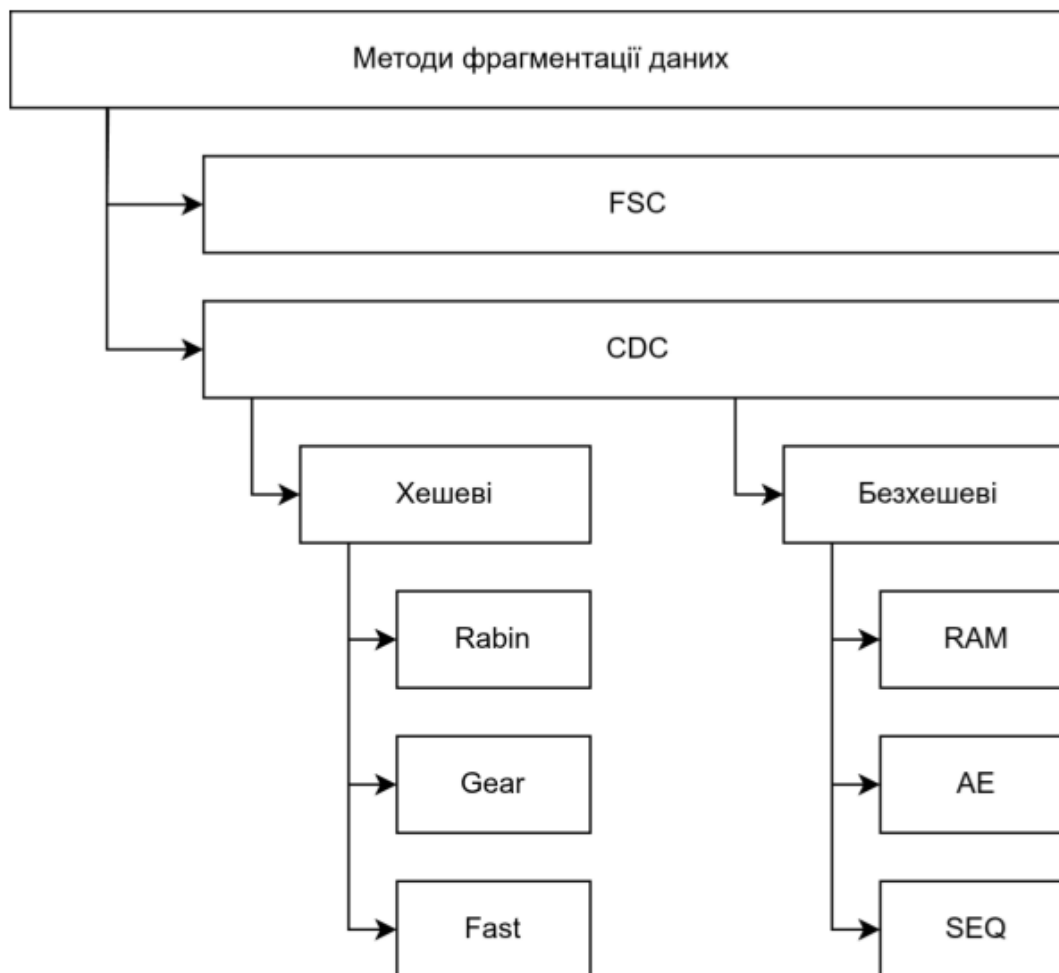 Методи фрагментації даних
FSC
CDC
Хешеві
Безхешеві
Rabin
RAM
Gear
AE
Fast
SEQ